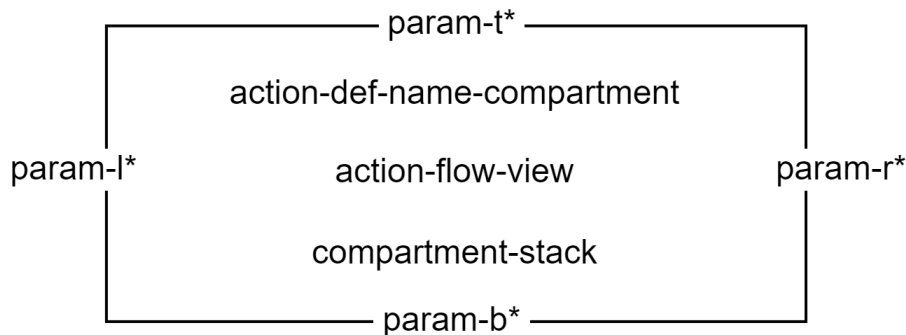 param-t*
action-def-name-compartment
param-l*
action-flow-view
param-r*
compartment-stack
param-b*